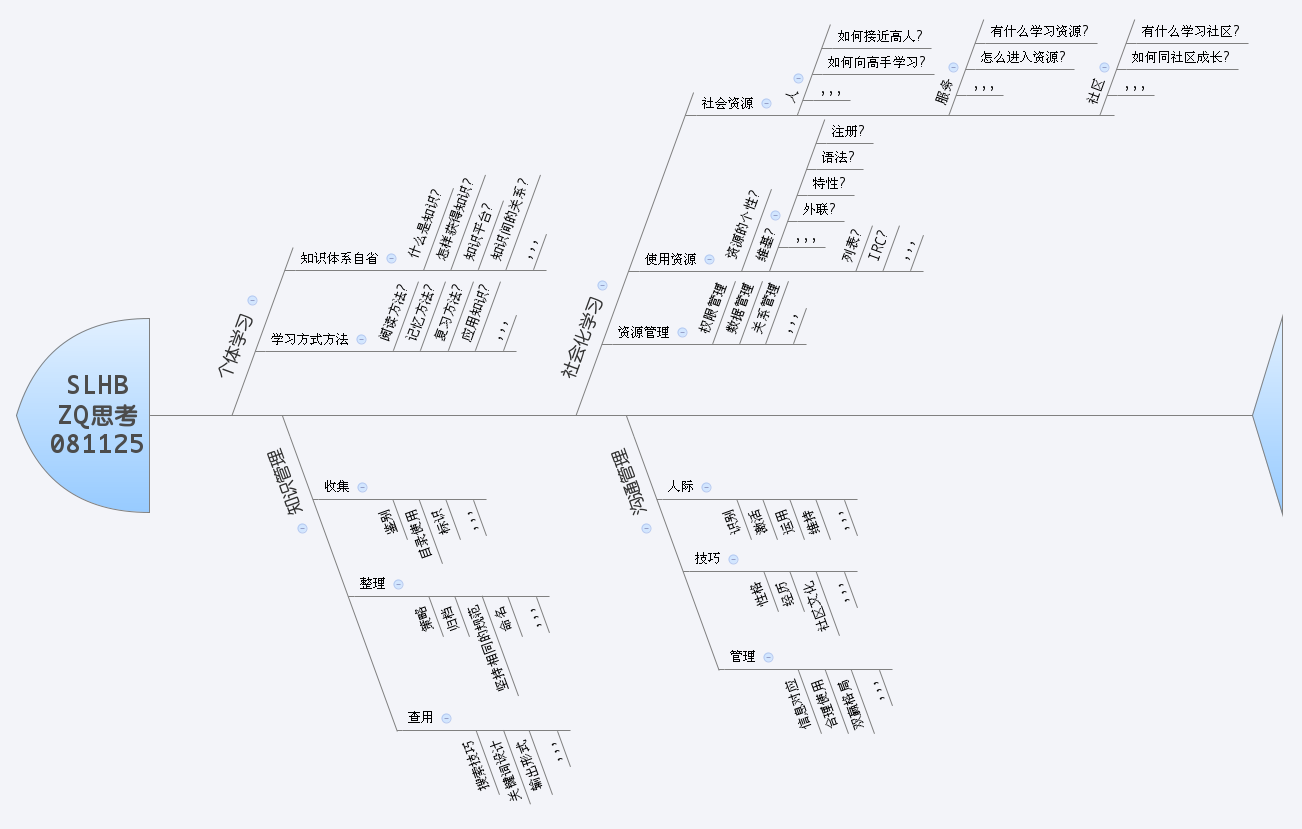 SLHB
ZQ思考
081125
个体学习
知识体系自省
什么是知识?
怎样获得知识?
知识平台?
知识间的关系?
,,,
学习方式方法
阅读方法?
记忆方法?
复习方法?
应用知识?
,,,
社会化学习
社会资源
人
如何接近高人?
如何向高手学习?
,,,
服务
有什么学习资源?
怎么进入资源?
,,,
社区
有什么学习社区?
如何同社区成长?
,,,
使用资源
资源的个性?
维基?
注册?
语法?
特性?
外联?
,,,
列表?
IRC?
,,,
资源管理
权限管理
数据管理
关系管理
,,,
知识管理
收集
鉴别
目录使用
标识
,,,
整理
策略
归档
坚持相同的规范
命名
,,,
查用
搜索技巧
关键词设计
输出形式
,,,
沟通管理
人际
识别
激活
运用
维持
,,,
技巧
性格
经历
社区文化
,,,
管理
信息对应
合理使用
双赢格局
,,,